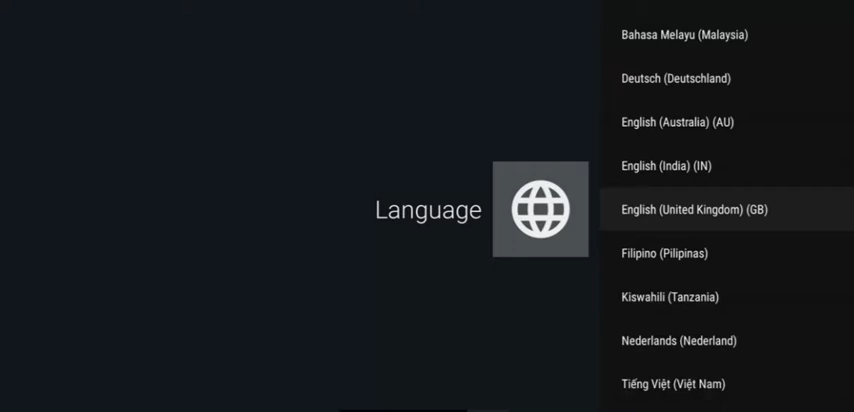 Bahasa Melayu (Malaysia)
Deutsch (Deutschland)
English (Australia) (AU)
English (India) (IN)
Language
English (United Kingdom) (GB)
Filipino (Pilipinas)
Kiswahili (Tanzania)
Nederlands (Nederland)
Tiếng Việt (Việt Nam)